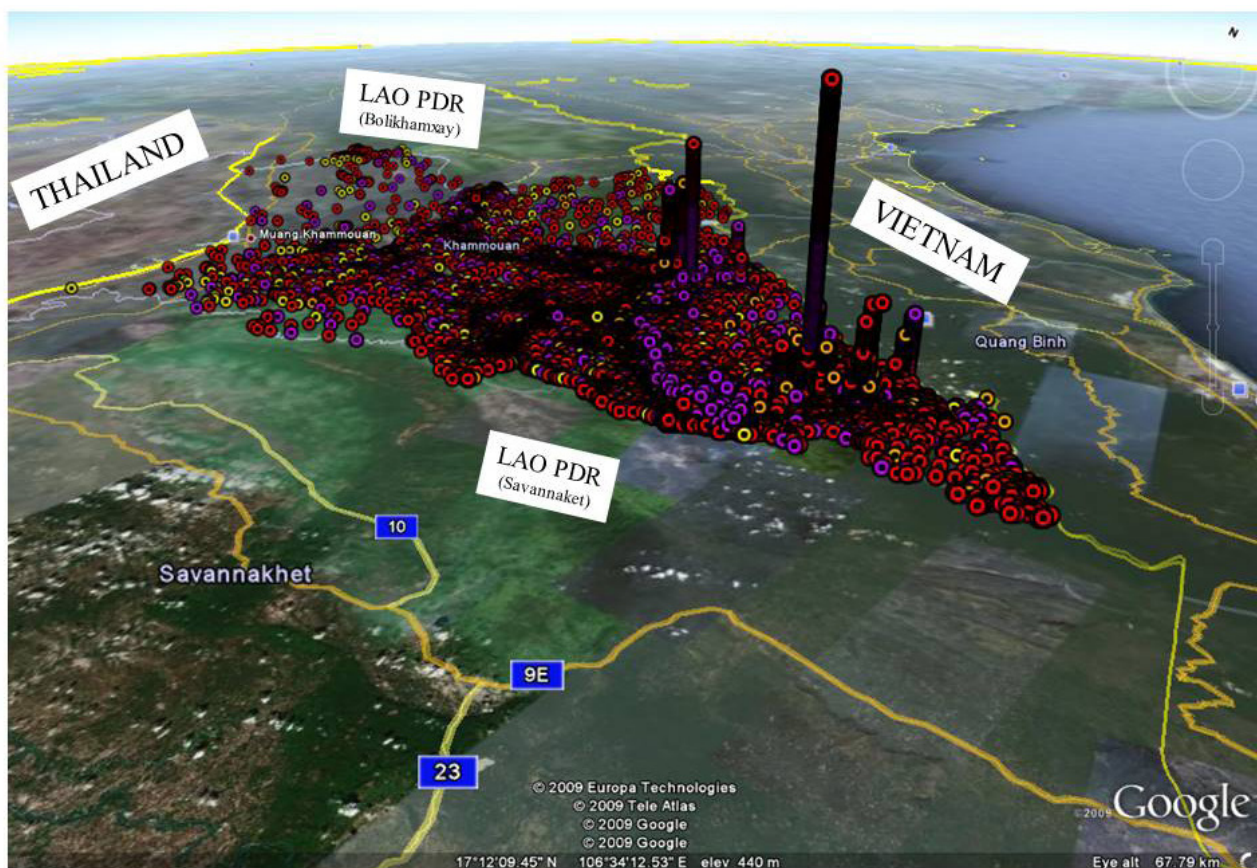 N
LAO PDR
(Bolikhamxay)
THAILAND
VIETNAM
Muang Khammouan
Khammouan
Quang Binh
LAO PDR
(Savannaket)
10
Savannakhet
9E
23
© 2009 Europa Technologies
© 2009 Tele Atlas
© 2009 Google
© 2009 Google
©2009 Google
17°12'09.45" N 106°34'12.53" E elev 440 m
Eye alt 67.79 km